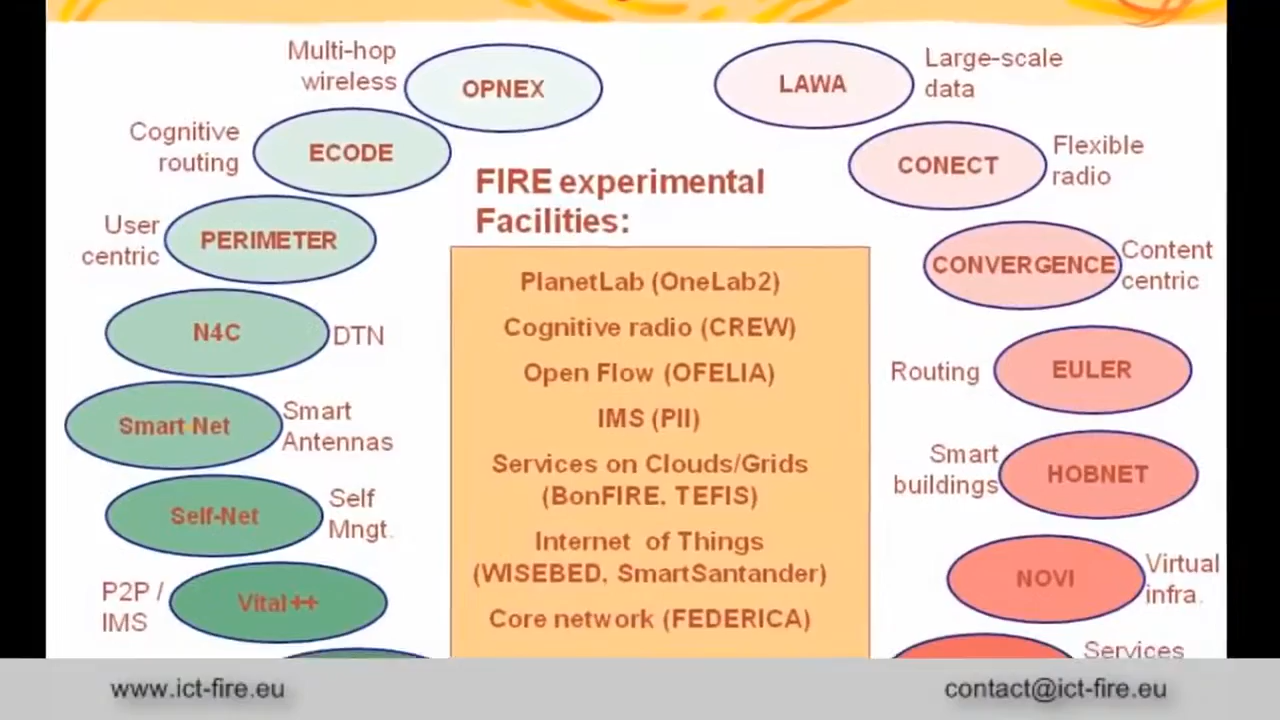 Multi-hop
wireless
OPNEX
LAWA
Large-scale
data
Cognitive
routing
ECODE
CONECT
Flexible
radio
FIRE experimental
Facilities:
User
centric
PERIMETER
CONVERGENCE
Content
centric
PlanetLab (OneLab2)
Cognitive radio (CREW)
Open Flow (OFELIA)
IMS (PII)
Services on Clouds/Grids
(BonFIRE, TEFIS)
Internet of Things
(WISEBED, SmartSantander)
Core network (FEDERICA)
N4C
DTN
Routing
EULER
Smart-Net
Smart
Antennas
Smart
buildings
HOBNET
Self-Net
Self
Mngt.
NOVI
Virtual
infra.
P2P /
IMS
Vital++
Services
www.ict-fire.eu
contact@ict-fire.eu